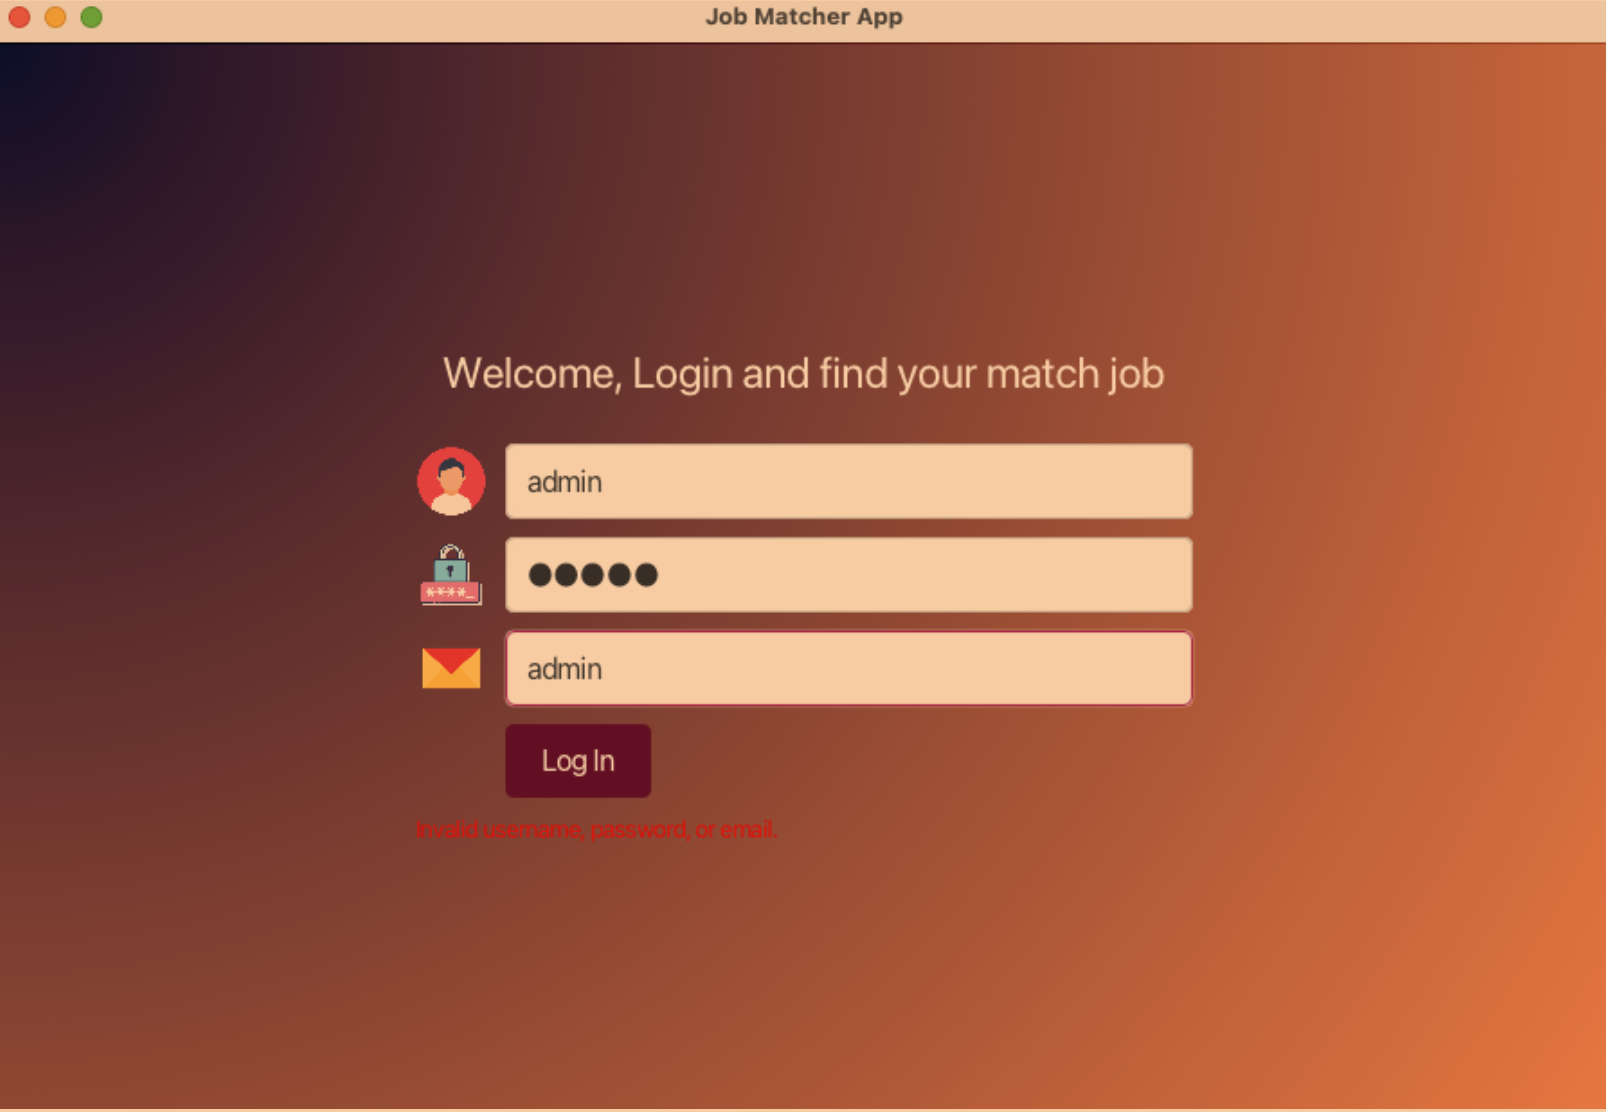 Job Matcher App
Welcome, Login and find your match job
admin
●●●●●
****_
admin
Log In
Invalid username, password, or email.